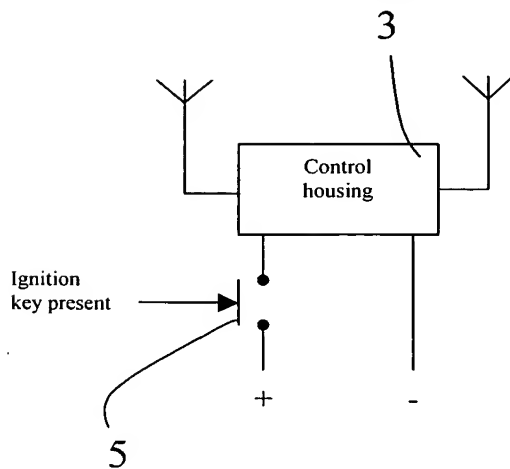 3
Control
housing
Ignition
key present
+ -
5